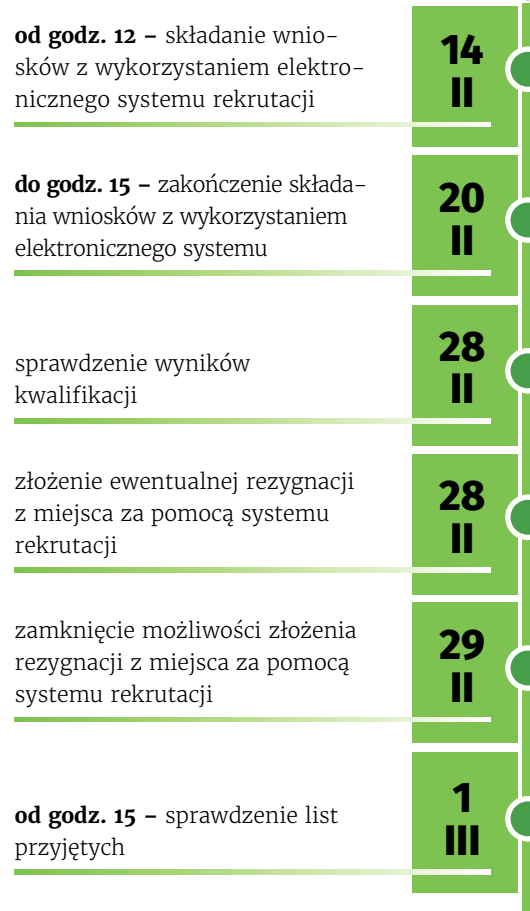 od godz. 12 – składanie wnio-
sków z wykorzystaniem elektro-
nicznego systemu rekrutacji
14
II
do godz. 15 – zakończenie składa-
nia wniosków z wykorzystaniem
elektronicznego systemu
20
II
sprawdzenie wyników
kwalifikacji
28
II
złożenie ewentualnej rezygnacji
z miejsca za pomocą systemu
rekrutacji
28
II
zamknięcie możliwości złożenia
rezygnacji z miejsca za pomocą
systemu rekrutacji
29
II
od godz. 15 – sprawdzenie list
przyjętych
1
III